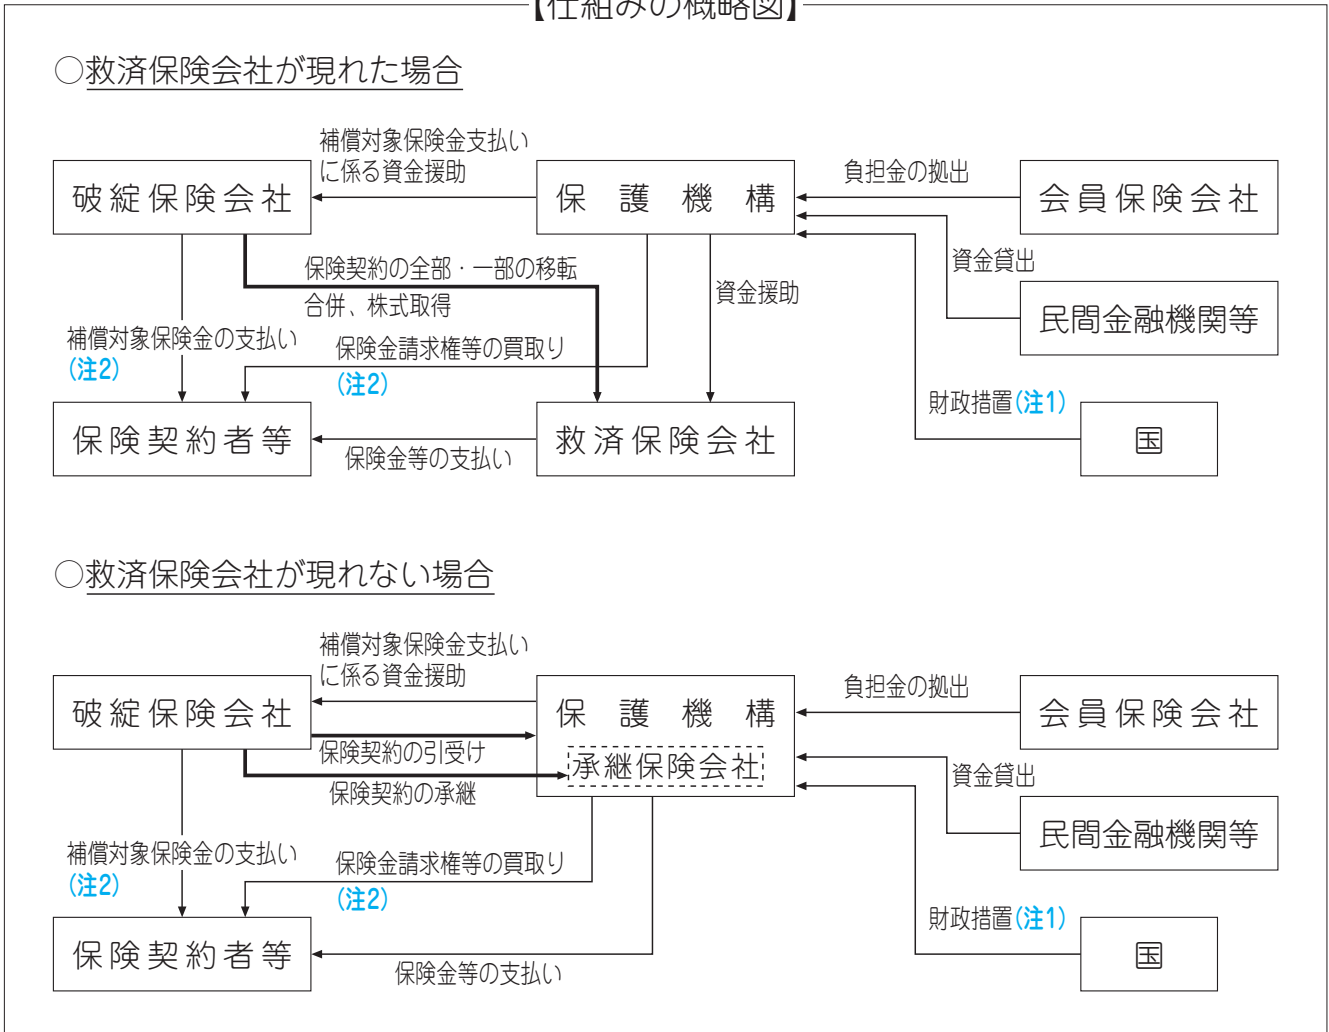 【仕組みの概略図】
○救済保険会社が現れた場合
補償対象保険金支払い
に係る資金援助
負担金の拠出
破綻保険会社
保護機構
会員保険会社
保険契約の全部・一部の移転
合併、株式取得
資金援助
資金貸出
民間金融機関等
補償対象保険金の支払い
(注2)
保険金請求権等の買取り
(注2)
財政措置(注1)
保険契約者等
救済保険会社
国
保険金等の支払い
○救済保険会社が現れない場合
補償対象保険金支払い
に係る資金援助
負担金の拠出
破綻保険会社
保護機構
会員保険会社
保険契約の引受け
承継保険会社
保険契約の承継
資金貸出
民間金融機関等
補償対象保険金の支払い
(注2)
保険金請求権等の買取り
(注2)
財政措置(注1)
保険契約者等
国
保険金等の支払い